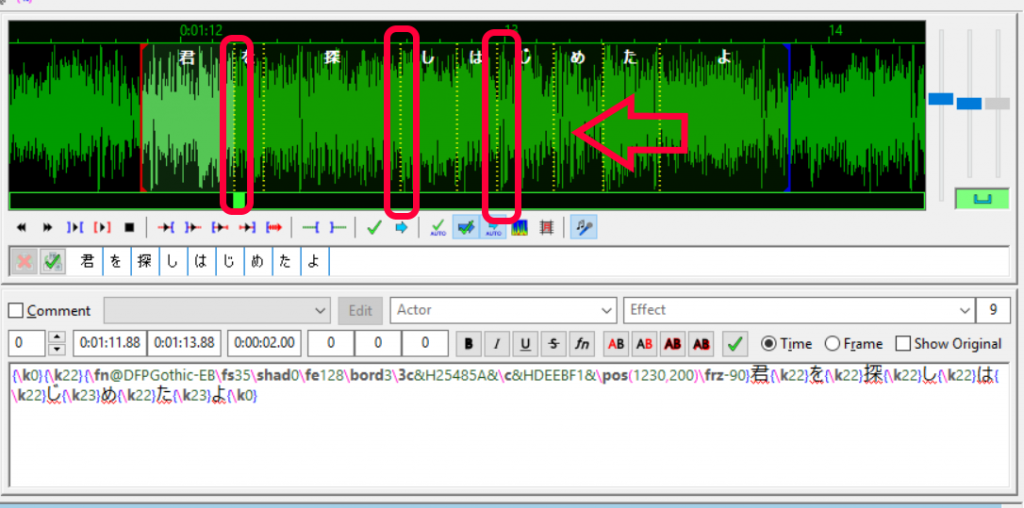 0:01:12
13
14
君 を 探 し は じ め た よ
AUTO
AUTO
君 を 探 し は じ め た よ
Comment
Edit
Actor
Effect
9
0
0:01:11.88
0:01:13.88
0:00:02.00
0
0
0
B
I
U
S
fn
AB
AB
AB
AB
Time
Frame
Show Original
{\k0}{\k22}{\fn@DFPGothic-EB\fs35\shad0\fe128\bord3\3c&H25485A&\c&HDEEBF1&\pos(1230,200)\frz-90}君{\k22}を{\k22}探{\k22}し{\k22}は{
\k22}じ{\k23}め{\k22}た{\k23}よ{\k0}